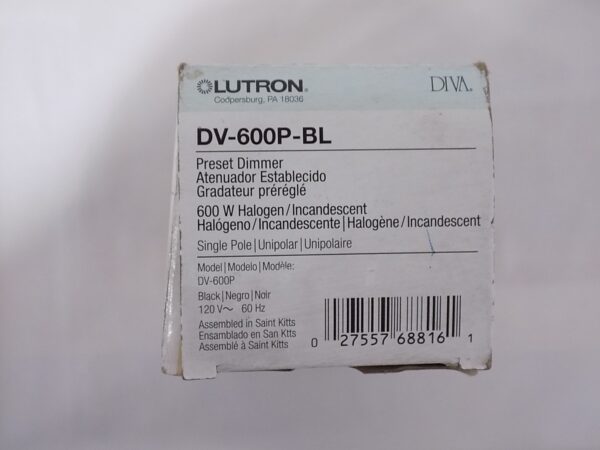 LUTRON®
DIVA®
Coopersburg, PA 18036
DV-600P-BL
Preset Dimmer
Atenuador Establecido
Gradateur préréglé
600 W Halogen/Incandescent
Halógeno/Incandescente|Halogène/Incandescent
Single Pole|Unipolar|Unipolaire
Model|Modelo|Modèle:
DV-600P
Black|Negro|Noir
120 V~ 60 Hz
Assembled in Saint Kitts
Ensamblado en San Ktts
Assemblé à Saint Kitts
0 27557 68816 1